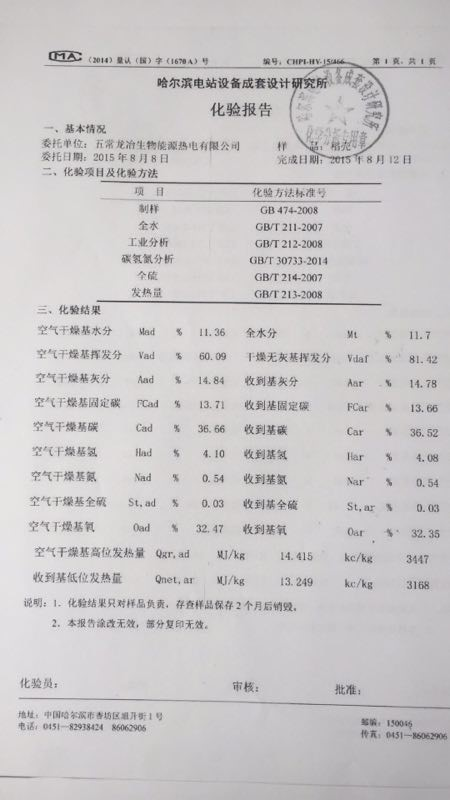 CMA (2014)量认(国)字(1670A)号 编号:CHPI-HY-15/466 第 1 页,共 1 页
哈尔滨电站设备成套设计研究所
化验报告
一、基本情况
委托单位: 五常龙冶生物能源热电有限公司 样 品:稻壳
委托日期:2015年8月8日 完成日期:2015年8月12日
二、化验项目及化验方法
项 目 化验方法标准号
制样 GB 474-2008
全水 GB/T 211-2007
工业分析 GB/T 212-2008
碳氢氮分析 GB/T 30733-2014
全硫 GB/T 214-2007
发热量 GB/T 213-2008
三、化验结果
空气干燥基水分 Mad % 11.36 全水分 Mt % 11.7
空气干燥基挥发分 Vad % 60.09 干燥无灰基挥发分 Vdaf % 81.42
空气干燥基灰分 Aad % 14.84 收到基灰分 Aar % 14.78
空气干燥基固定碳 FCad % 13.71 收到基固定碳 FCar % 13.66
空气干燥基碳 Cad % 36.66 收到基碳 Car % 36.52
空气干燥基氢 Had % 4.10 收到基氢 Har % 4.08
空气干燥基氮 Nad % 0.54 收到基氮 Nar % 0.54
空气干燥基全硫 St,ad % 0.03 收到基全硫 St,ar % 0.03
空气干燥基氧 Oad % 32.47 收到基氧 Oar % 32.35
空气干燥基高位发热量 Qgr,ad MJ/kg 14.415 kc/kg 3447
收到基低位发热量 Qnet,ar MJ/kg 13.249 kc/kg 3168
说明:1. 化验结果只对样品负责,存查样品保存2个月后销毁。
2. 本报告涂改无效,部分复印无效。
化验员: 审核: 批准:
地址:中国哈尔滨市香坊区旭升街1号 邮编:150046
电话:0451—82938424 86062906 传真:0451—86062906